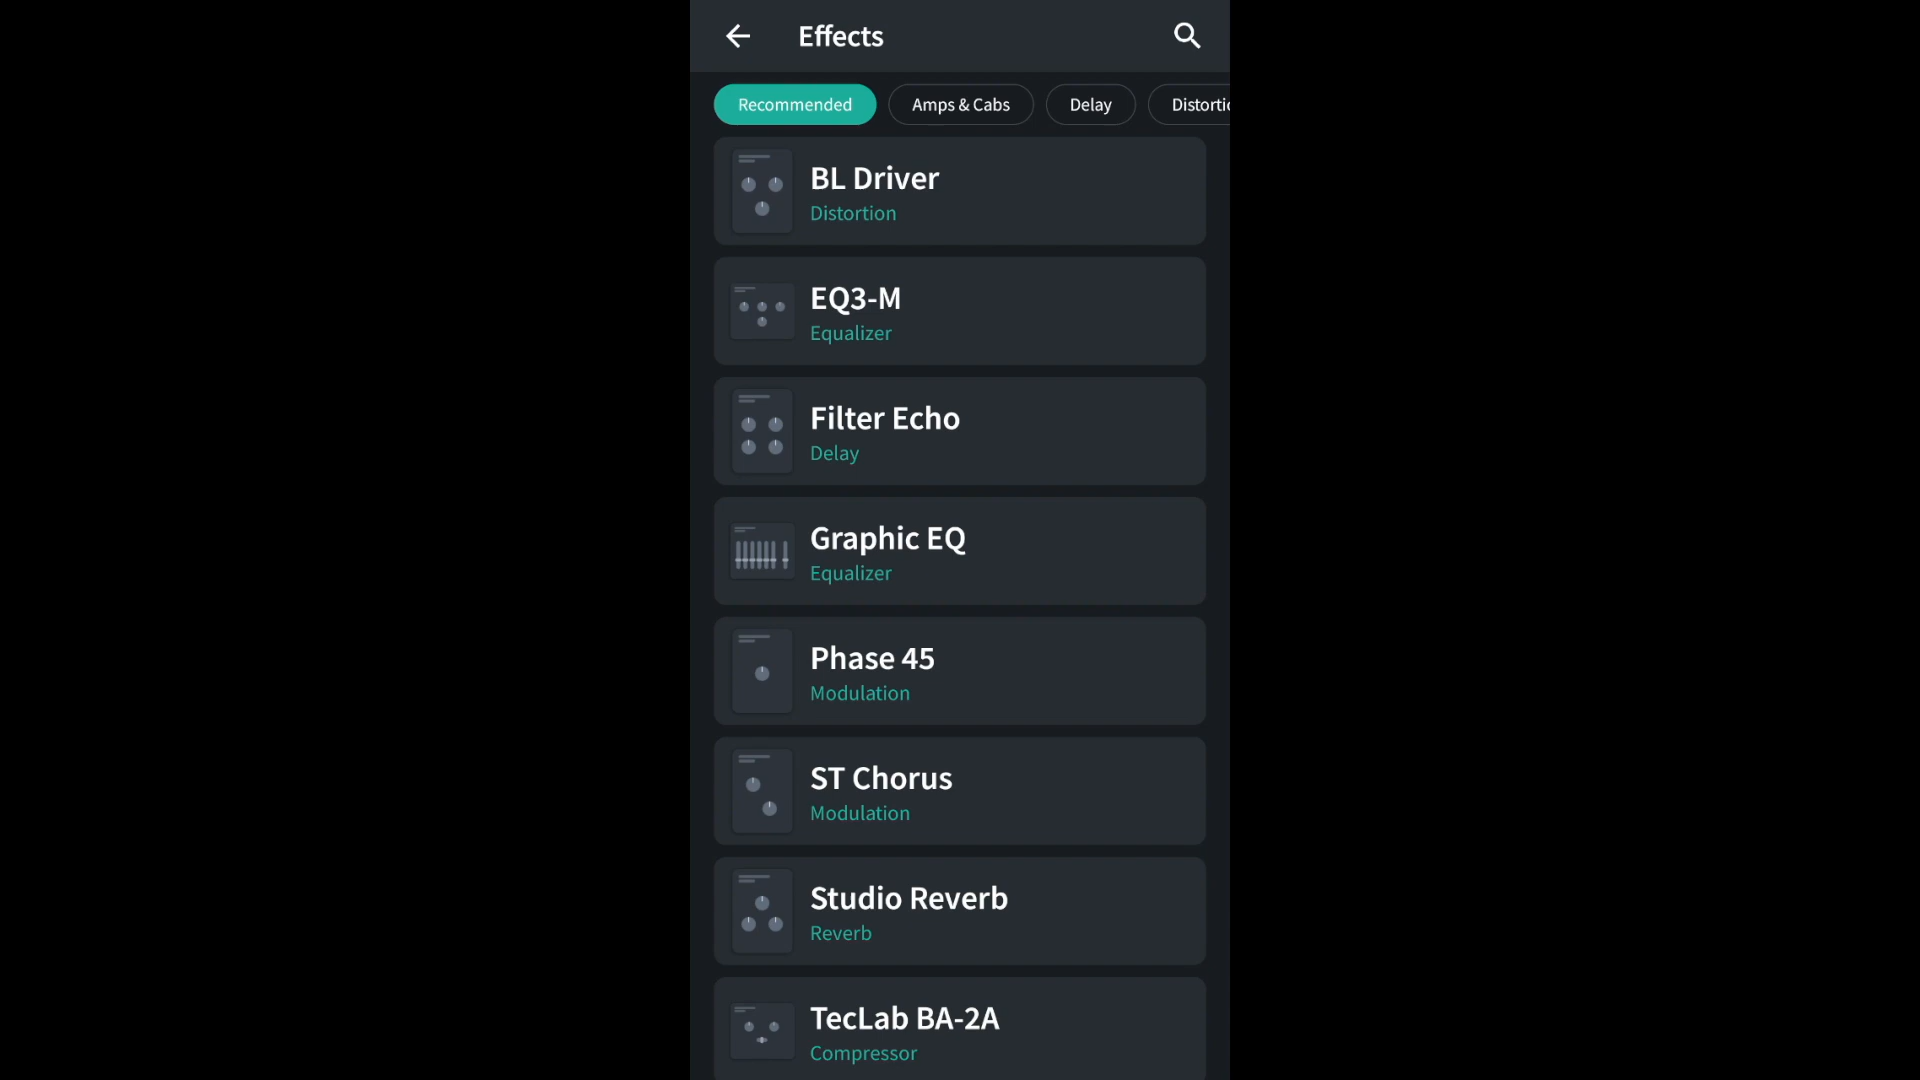 Effects
Recommended
Amps & Cabs
Delay
Distortic
BL Driver
Distortion
EQ3-M
Equalizer
Filter Echo
Delay
Graphic EQ
Equalizer
Phase 45
Modulation
ST Chorus
Modulation
Studio Reverb
Reverb
TecLab BA-2A
Compressor